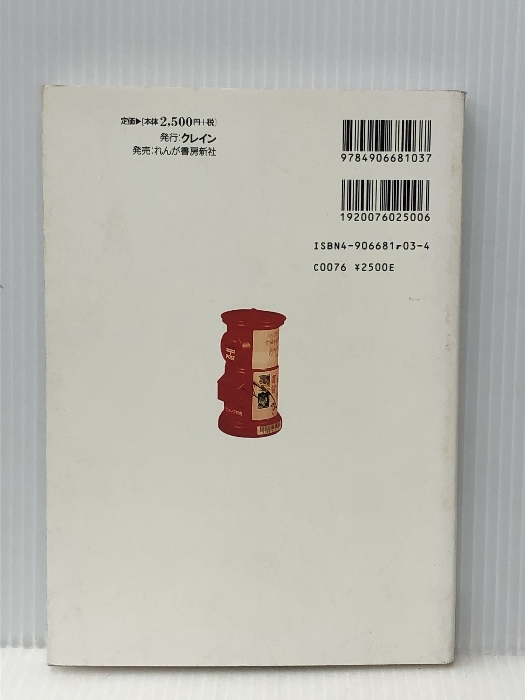 定価▶[本体2,500円+税]
発行:クレイン
発売:れんが書房新社
9784906681037
1920076025006
ISBN4-906681-03-4
C0076 ¥2500E
POST